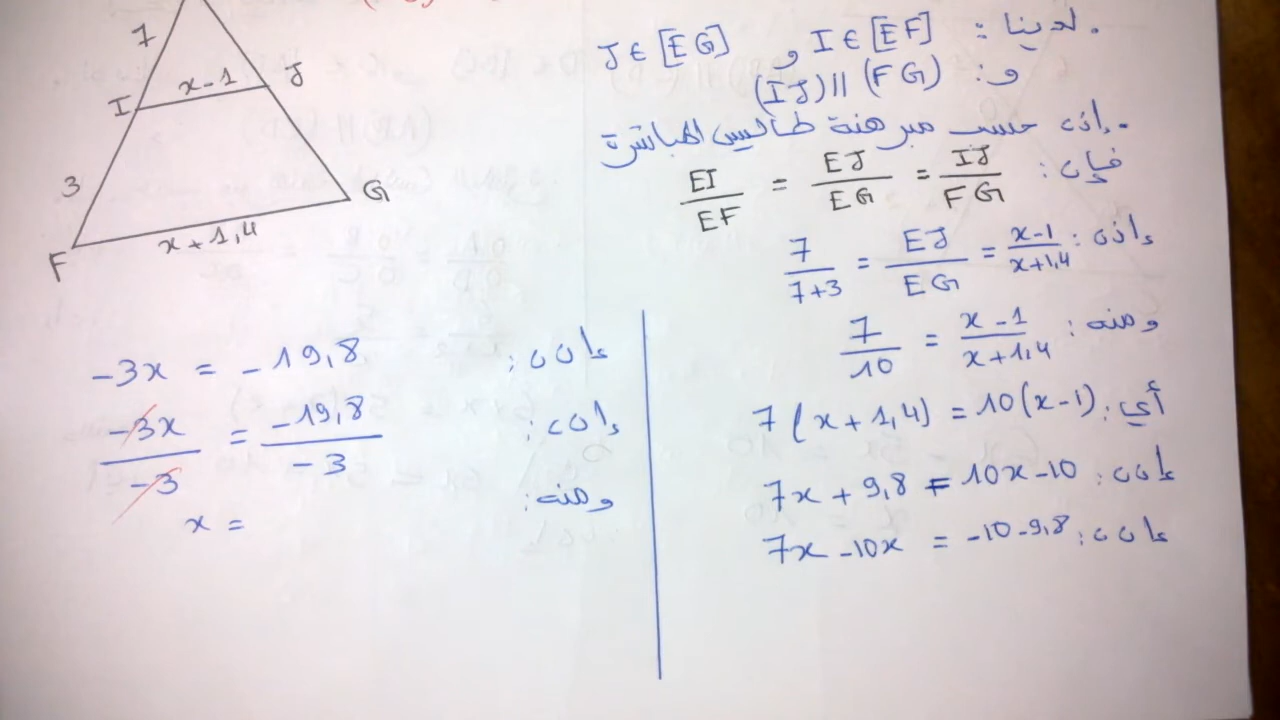 7
I
x-1
J
3
G
F
x+1,4
. لدينا: I ∈ [EF] و J ∈ [EG]
و: (IJ) // (FG)
. إذن حسب مبرهنة طاليس المباشرة
فإن: EI/EF = EJ/EG = IJ/FG
إذن: 7/7+3 = EJ/EG = x-1/x+1,4
ومنه: 7/10 = x-1/x+1,4
أي: 7(x+1,4) = 10(x-1)
إذن: 7x+9,8 = 10x-10
إذن: 7x-10x = -10-9,8
إذن: -3x = -19,8
إذن: -3x/-3 = -19,8/-3
ومنه: x =